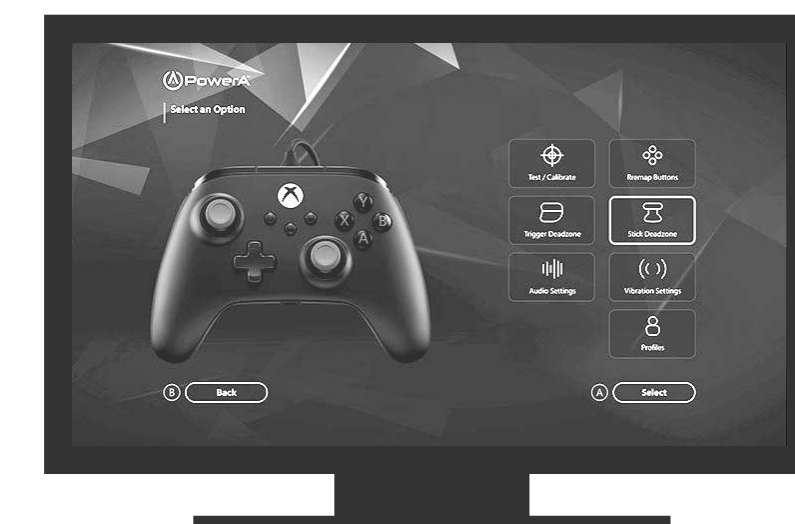 PowerA
Select an Option
Test / Calibrate
Rremap Buttons
Trigger Deadzone
Stick Deadzone
Audio Settings
Vibration Settings
Profiles
Y
X
B
A
B
Back
A
Select